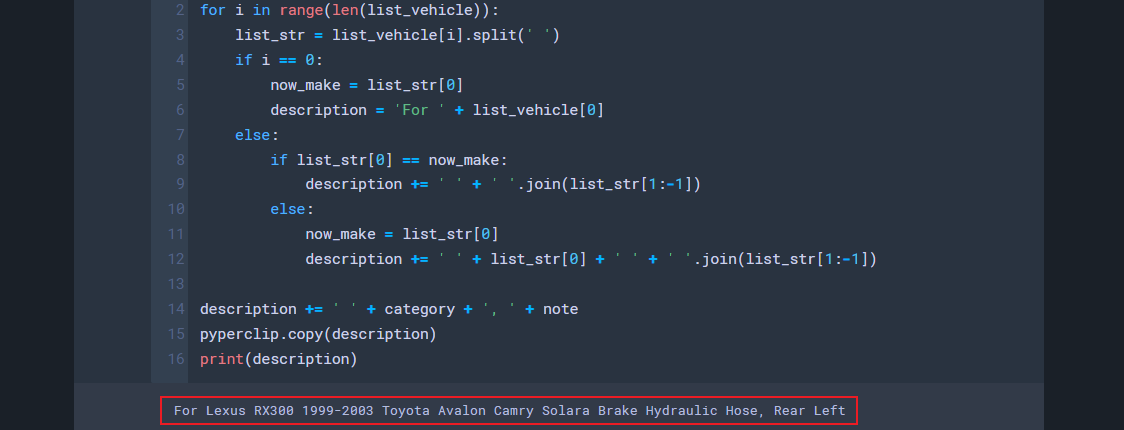 2 for i in range(len(list_vehicle)):
3     list_str = list_vehicle[i].split(' ')
4     if i == 0:
5         now_make = list_str[0]
6         description = 'For ' + list_vehicle[0]
7     else:
8         if list_str[0] == now_make:
9             description += ' ' + ' '.join(list_str[1:-1])
10         else:
11             now_make = list_str[0]
12             description += ' ' + list_str[0] + ' ' + ' '.join(list_str[1:-1])
13
14 description += ' ' + category + ', ' + note
15 pyperclip.copy(description)
16 print(description)
For Lexus RX300 1999-2003 Toyota Avalon Camry Solara Brake Hydraulic Hose, Rear Left